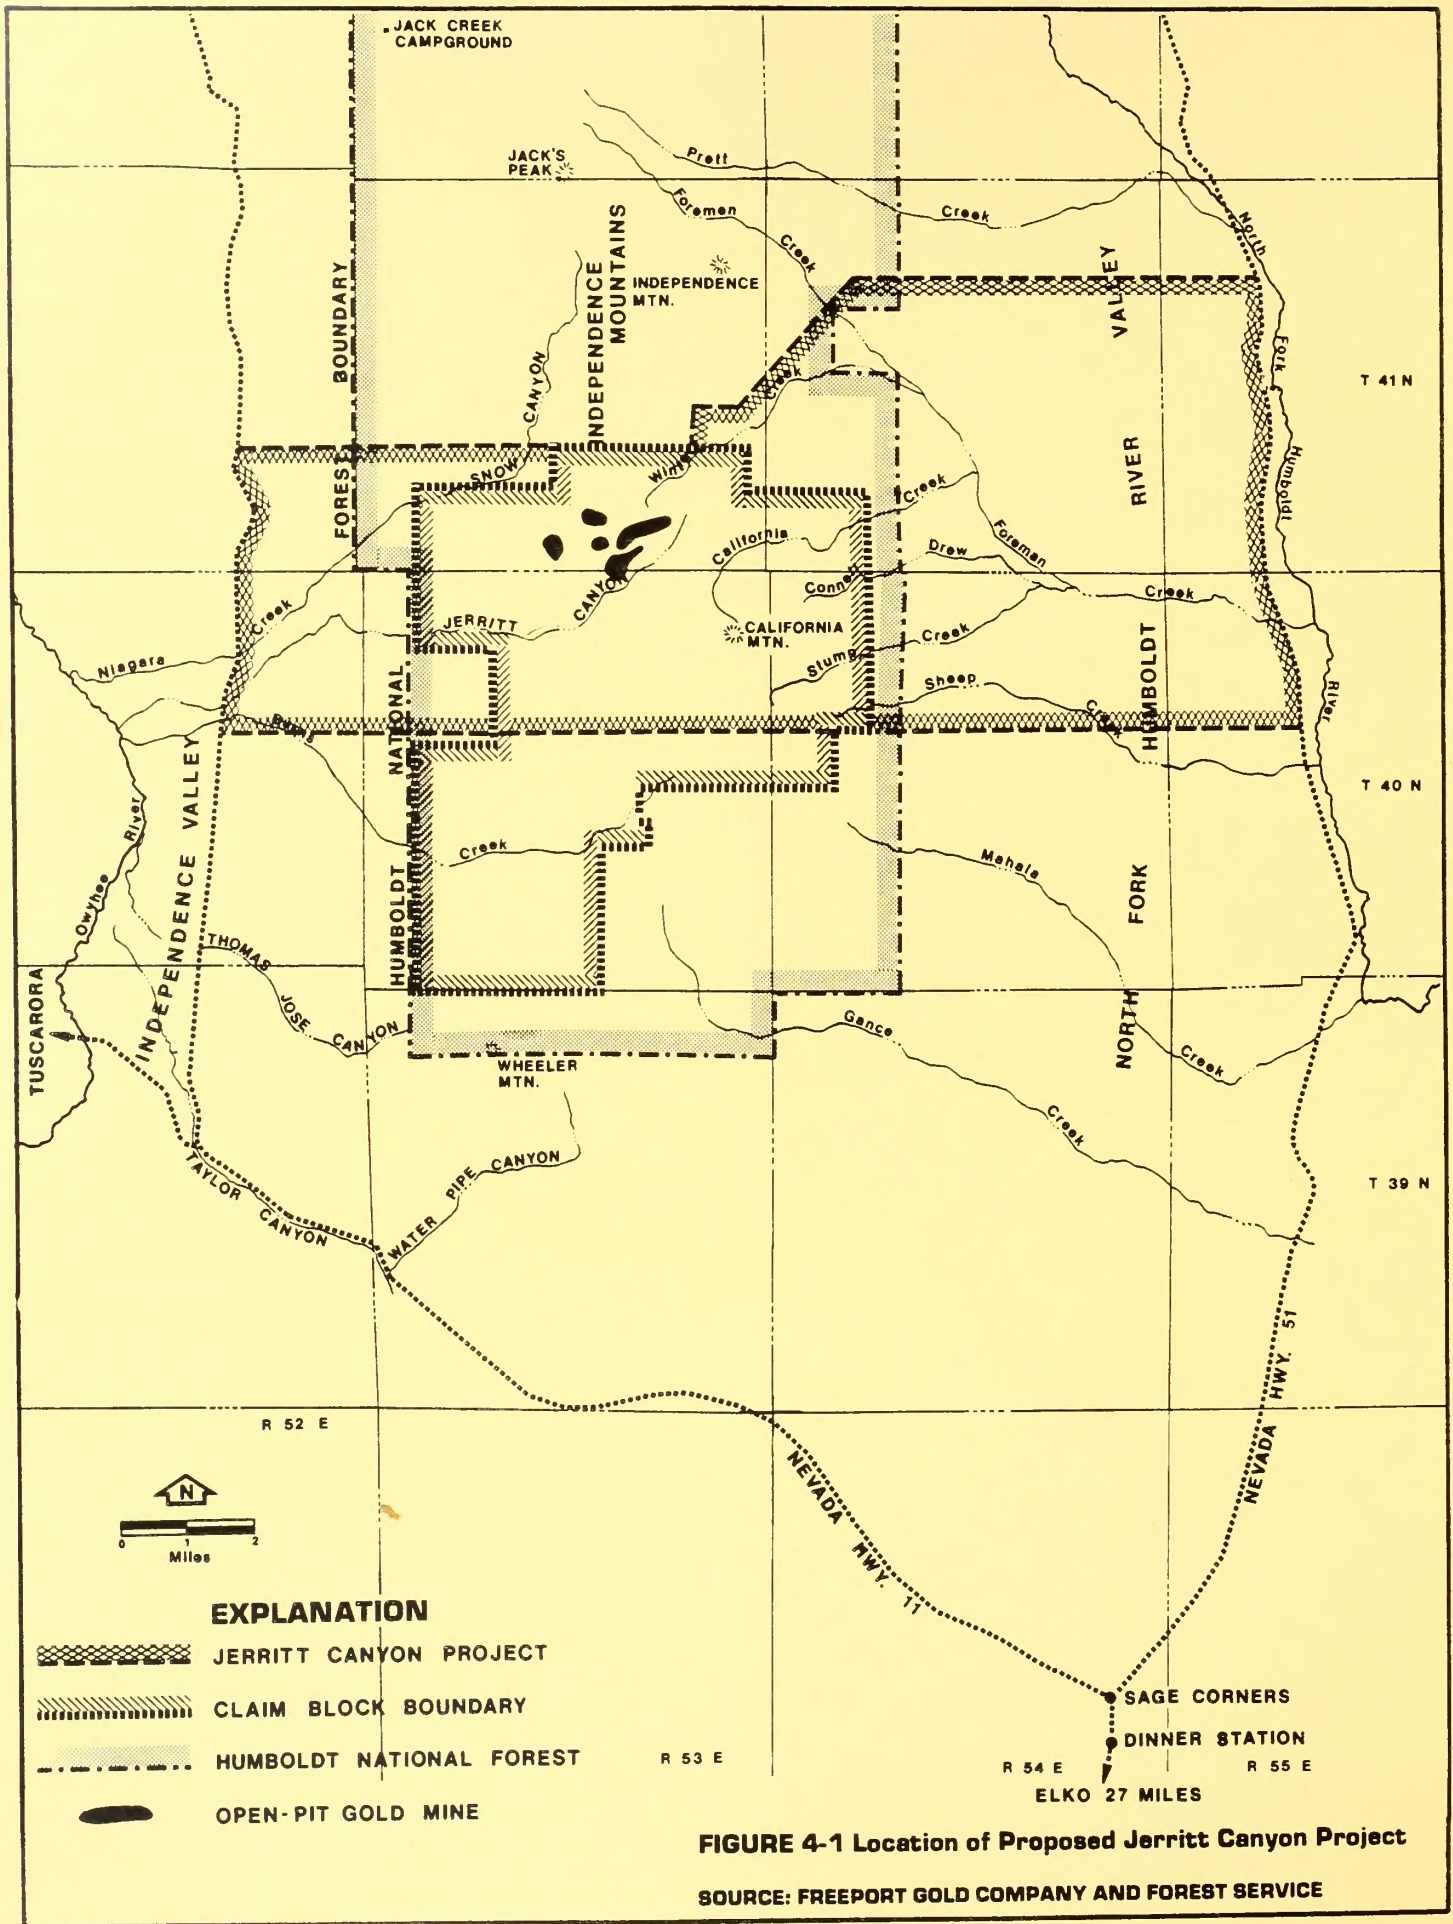 JACK CREEK
CAMPGROUND
JACK'S
PEAK
Pratt
Creek
Foreman
Creek
North
Fork
Humboldt
River
INDEPENDENCE
MOUNTAINS
INDEPENDENCE
MTN.
FOREST BOUNDARY
SNOW CANYON
Creek
Winters
T 41 N
VALLEY
RIVER
HUMBOLDT
FORK
NORTH
California
Creek
Foreman
Drew
Creek
Conner
JERRITT
CANYON
CALIFORNIA
MTN.
Stump
Creek
Sheep
Creek
Niagara
Creek
Burns
Creek
HUMBOLDT NATIONAL
T 40 N
INDEPENDENCE VALLEY
Owyhee River
Mahala
Creek
THOMAS
JOSE
CANYON
TUSCARORA
WHEELER
MTN.
Gance
Creek
TAYLOR
CANYON
WATER PIPE CANYON
T 39 N
NEVADA HWY. 51
NEVADA HWY. 11
R 52 E
N
0 1 2
Miles
EXPLANATION
JERRITT CANYON PROJECT
CLAIM BLOCK BOUNDARY
HUMBOLDT NATIONAL FOREST
OPEN-PIT GOLD MINE
SAGE CORNERS
DINNER STATION
R 53 E
R 54 E
R 55 E
ELKO 27 MILES
FIGURE 4-1 Location of Proposed Jerritt Canyon Project
SOURCE: FREEPORT GOLD COMPANY AND FOREST SERVICE